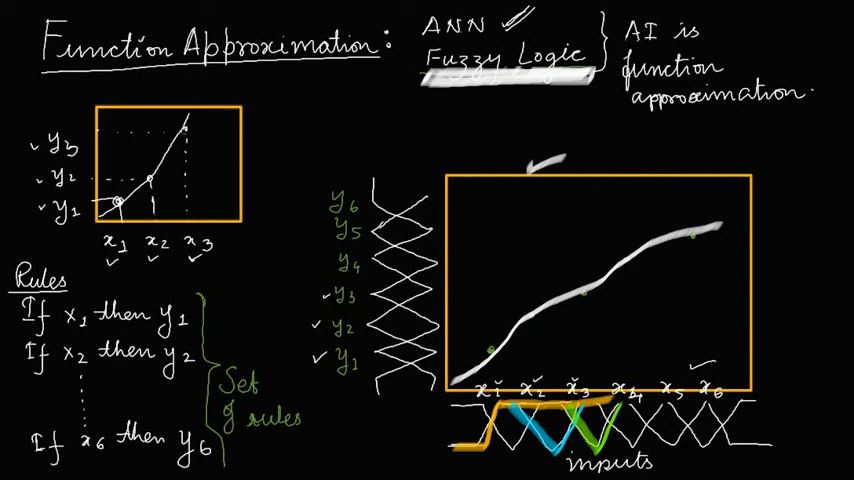 Function Approximation:
ANN
Fuzzy Logic
AI is
function
approximation.
y3
y2
y1
x1 x2 x3
Rules
If x1 then y1
If x2 then y2
If x6 then y6
Set
of rules
y6
y5
y4
y3
y2
y1
x1 x2 x3 x4 x5 x6
inputs